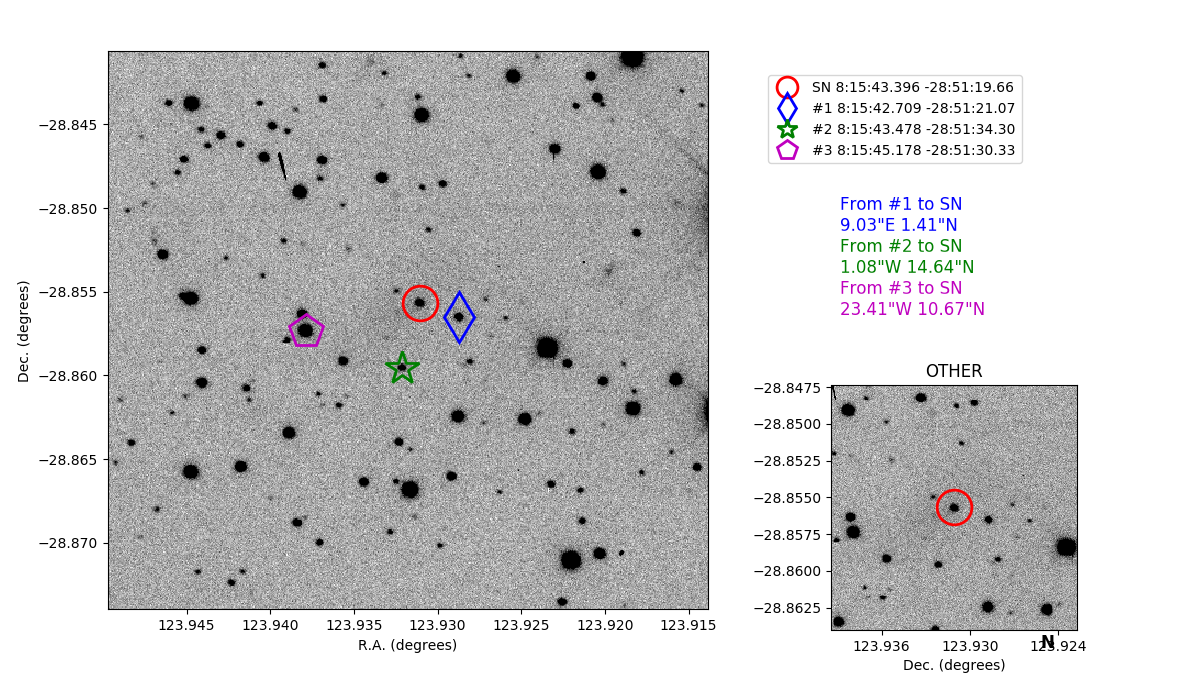 SN 8:15:43.396 -28:51:19.66
#1 8:15:42.709 -28:51:21.07
#2 8:15:43.478 -28:51:34.30
#3 8:15:45.178 -28:51:30.33
From #1 to SN
9.03"E 1.41"N
From #2 to SN
1.08"W 14.64"N
From #3 to SN
23.41"W 10.67"N
Dec. (degrees)
−28.845
−28.850
−28.855
−28.860
−28.865
−28.870
123.945 123.940 123.935 123.930 123.925 123.920 123.915
R.A. (degrees)
OTHER
−28.8475
−28.8500
−28.8525
−28.8550
−28.8575
−28.8600
−28.8625
N
123.936 123.930 123.924
Dec. (degrees)